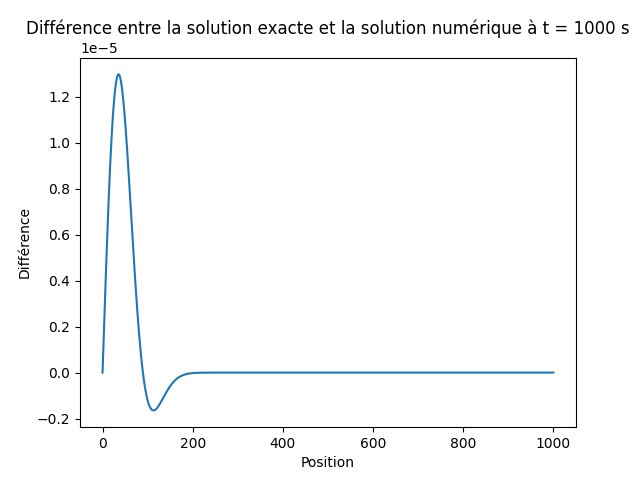 Différence entre la solution exacte et la solution numérique à t = 1000 s
1e−5
1.2
1.0
0.8
0.6
0.4
0.2
0.0
−0.2
Différence
0 200 400 600 800 1000
Position